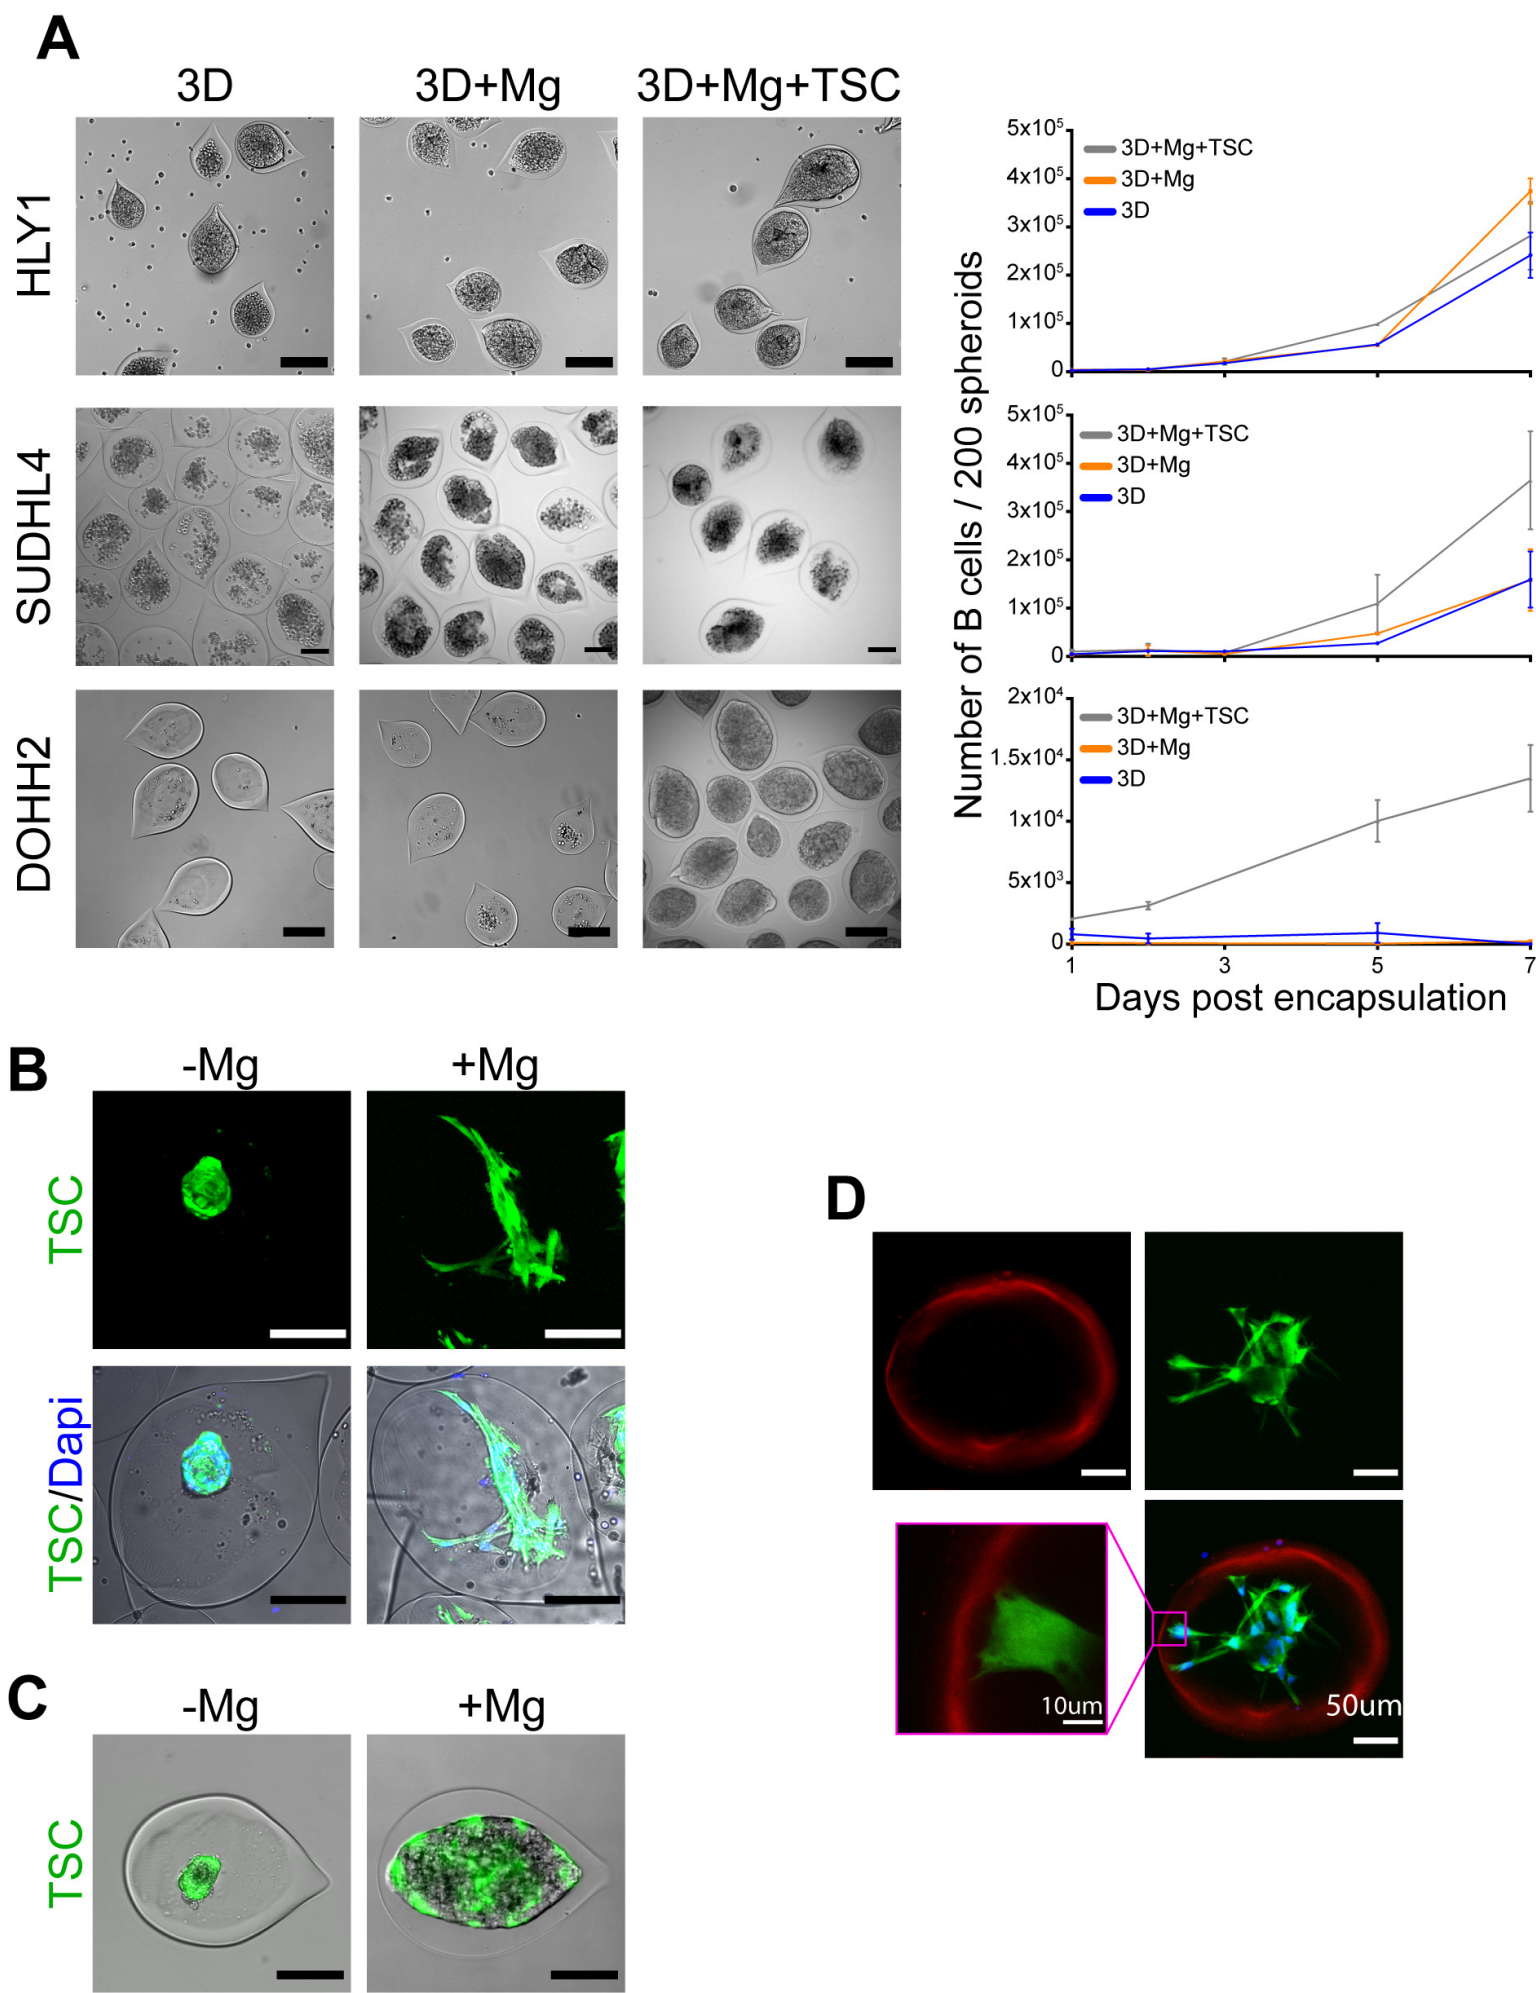 A
3D
3D+Mg
3D+Mg+TSC
HLY1
SUDHL4
DOHH2
Number of B cells / 200 spheroids
5x10⁵
4x10⁵
3x10⁵
2x10⁵
1x10⁵
0
3D+Mg+TSC
3D+Mg
3D
5x10⁵
4x10⁵
3x10⁵
2x10⁵
1x10⁵
0
3D+Mg+TSC
3D+Mg
3D
2x10⁴
1.5x10⁴
1x10⁴
5x10³
0
3D+Mg+TSC
3D+Mg
3D
1 3 5 7
Days post encapsulation
B
-Mg
+Mg
TSC
TSC/Dapi
C
-Mg
+Mg
TSC
D
10um
50um